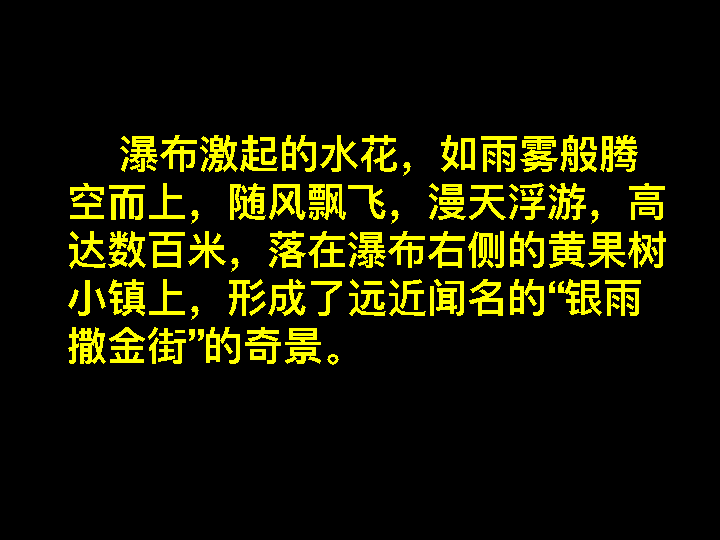 瀑布激起的水花，如雨雾般腾
空而上，随风飘飞，漫天浮游，高
达数百米，落在瀑布右侧的黄果树
小镇上，形成了远近闻名的“银雨
撒金街”的奇景。